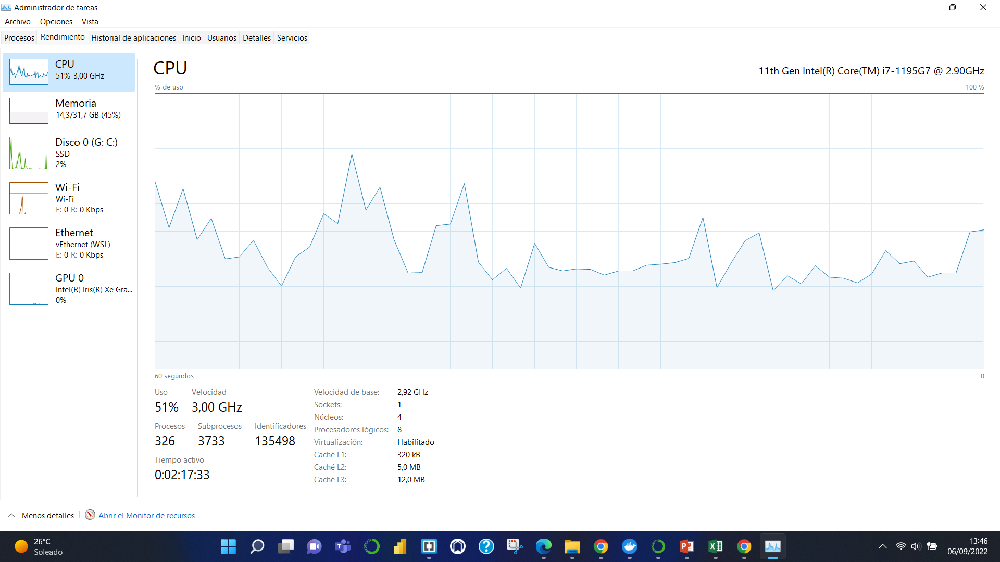 Administrador de tareas
Archivo Opciones Vista
Procesos Rendimiento Historial de aplicaciones Inicio Usuarios Detalles Servicios
CPU
51% 3,00 GHz
Memoria
14,3/31,7 GB (45%)
Disco 0 (G: C:)
SSD
2%
Wi-Fi
Wi-Fi
E: 0 R: 0 Kbps
Ethernet
vEthernet (WSL)
E: 0 R: 0 Kbps
GPU 0
Intel(R) Iris(R) Xe Gra...
0%
CPU
11th Gen Intel(R) Core(TM) i7-1195G7 @ 2.90GHz
% de uso 100 %
60 segundos 0
Uso Velocidad
51% 3,00 GHz
Procesos Subprocesos Identificadores
326 3733 135498
Tiempo activo
0:02:17:33
Velocidad de base: 2,92 GHz
Sockets: 1
Núcleos: 4
Procesadores lógicos: 8
Virtualización: Habilitado
Caché L1: 320 kB
Caché L2: 5,0 MB
Caché L3: 12,0 MB
Menos detalles Abrir el Monitor de recursos
26°C
Soleado
13:46
06/09/2022